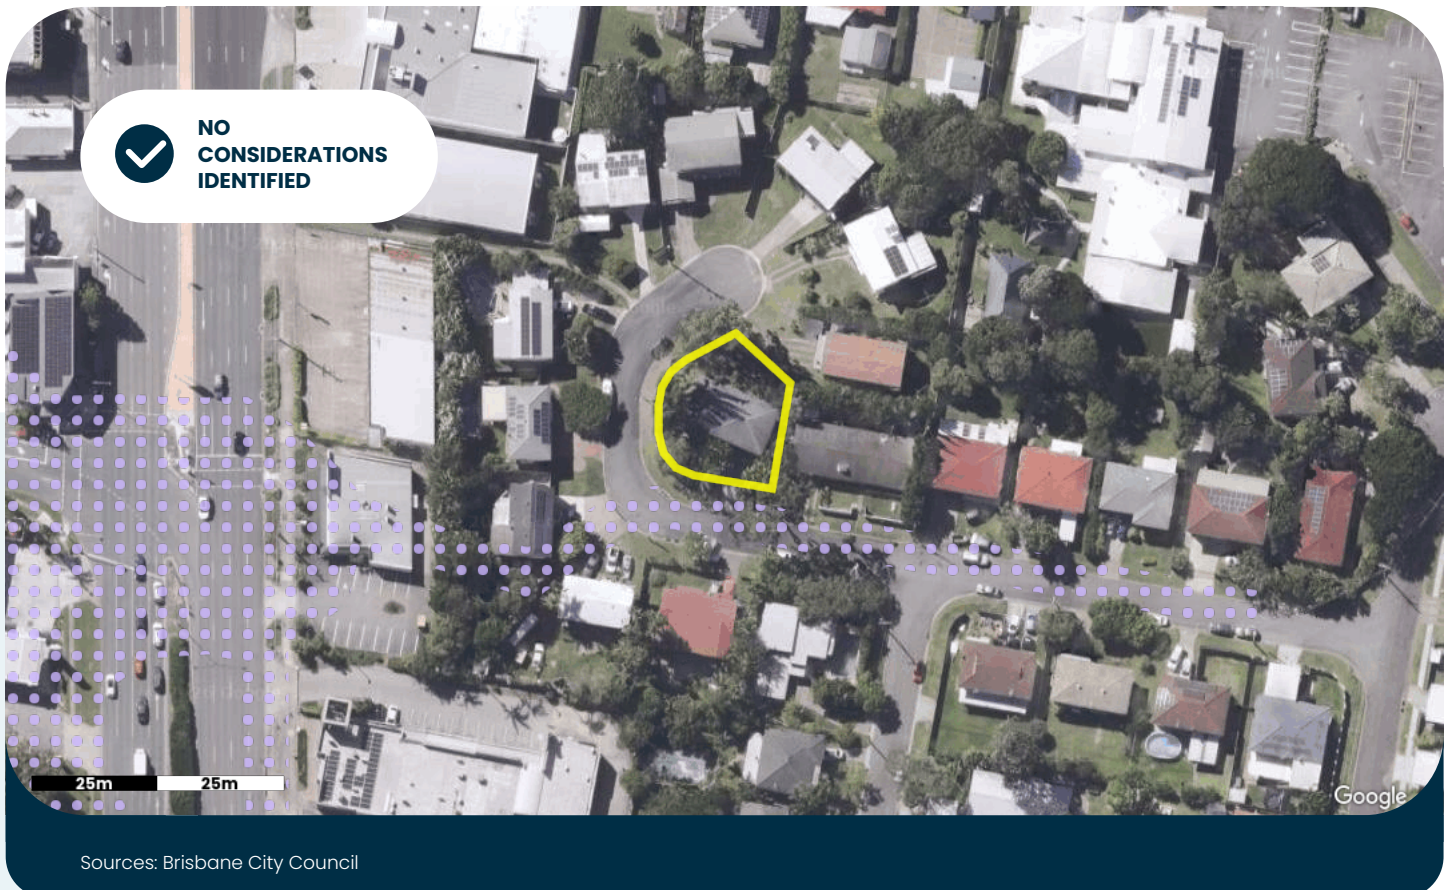 NO
CONSIDERATIONS
IDENTIFIED
25m 25m
Google
Sources: Brisbane City Council